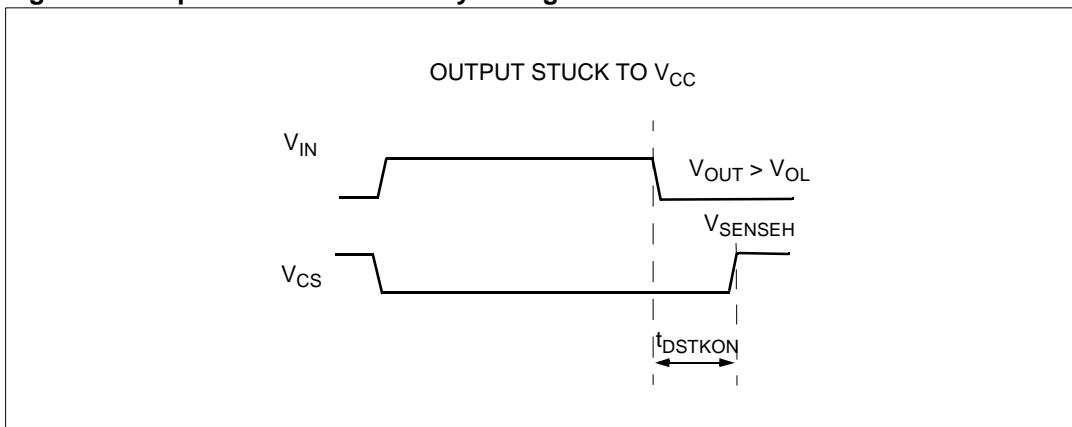 OUTPUT STUCK TO VCC
VIN
VOUT > VOL
VSENSEH
VCS
tDSTKON